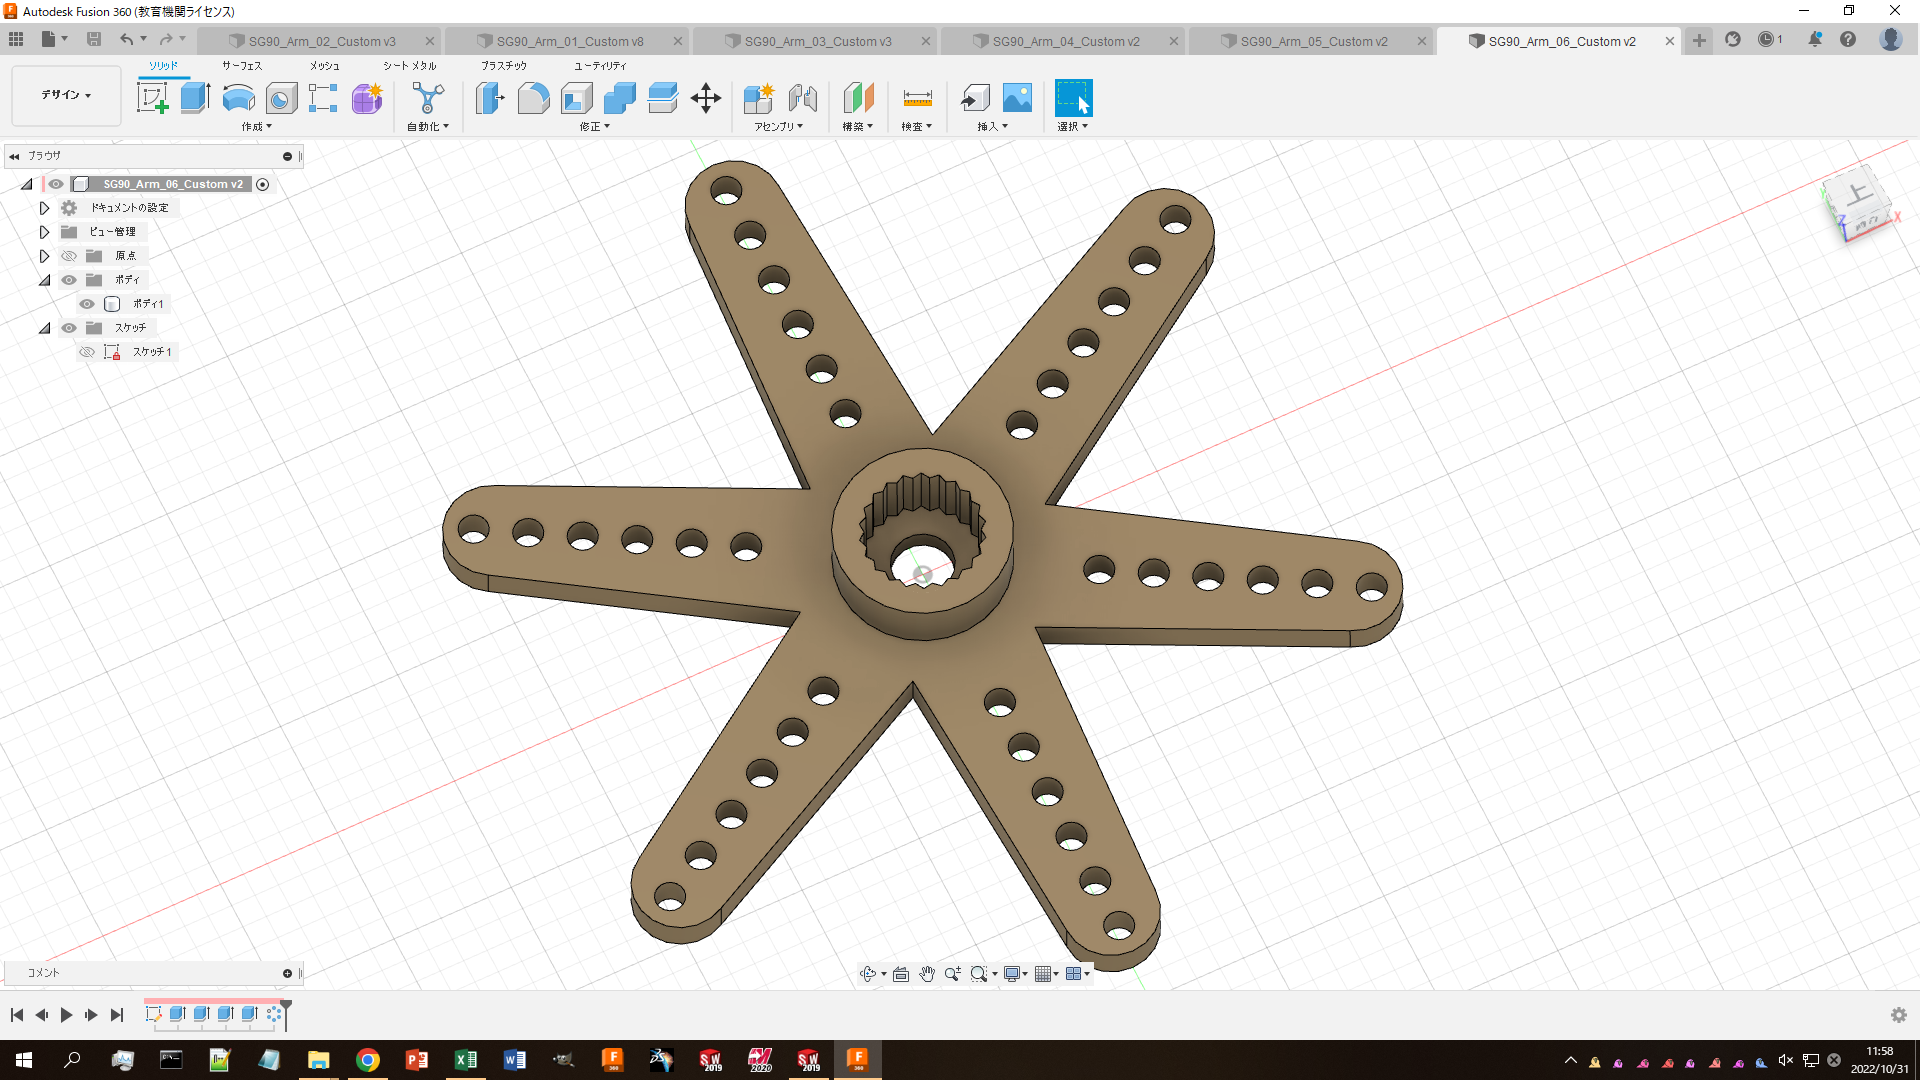 Autodesk Fusion 360 (教育機関ライセンス)
SG90_Arm_02_Custom v3
SG90_Arm_01_Custom v8
SG90_Arm_03_Custom v3
SG90_Arm_04_Custom v2
SG90_Arm_05_Custom v2
SG90_Arm_06_Custom v2
1
ソリッド サーフェス メッシュ シート メタル プラスチック ユーティリティ
デザイン
作成 自動化 修正 アセンブリ 構築 検査 挿入 選択
ブラウザ
SG90_Arm_06_Custom v2
ドキュメントの設定
ビュー管理
原点
ボディ
ボディ1
スケッチ
スケッチ1
上
X
Z
コメント
11:58
2022/10/31